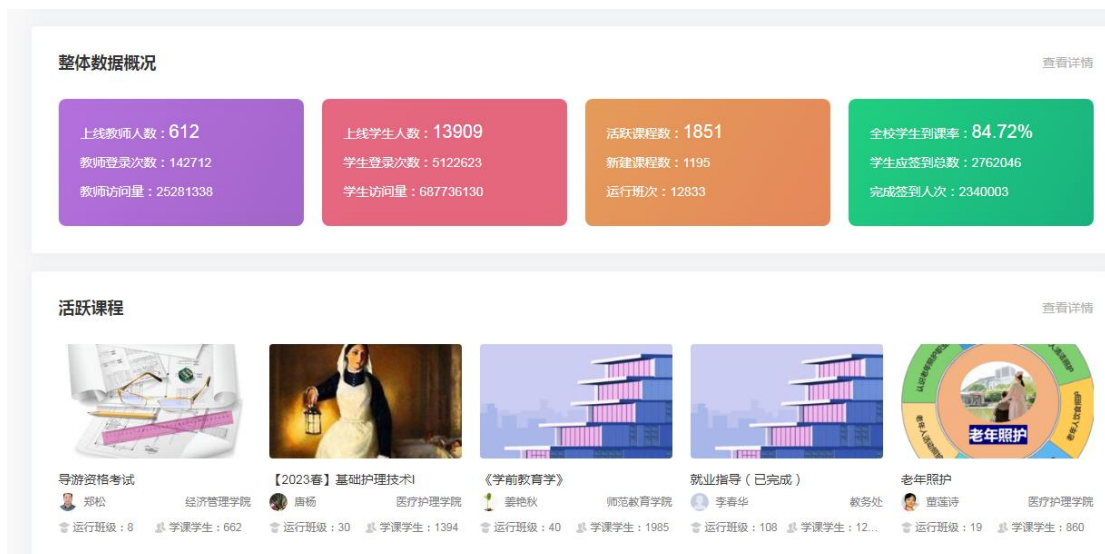 整体数据概况
查看详情
上线教师人数：612
教师登录次数：142712
教师访问量：25281338
上线学生人数：13909
学生登录次数：5122623
学生访问量：687736130
活跃课程数：1851
新建课程数：1195
运行班次：12833
全校学生到课率：84.72%
学生应签到总数：2762046
完成签到人次：2340003
活跃课程
查看详情
老年照护
导游资格考试
郑松 经济管理学院
运行班级：8 学课学生：662
【2023春】基础护理技术I
唐杨 医疗护理学院
运行班级：30 学课学生：1394
《学前教育学》
姜艳秋 师范教育学院
运行班级：40 学课学生：1985
就业指导（已完成）
李春华 教务处
运行班级：108 学课学生：12...
老年照护
董莲诗 医疗护理学院
运行班级：19 学课学生：860